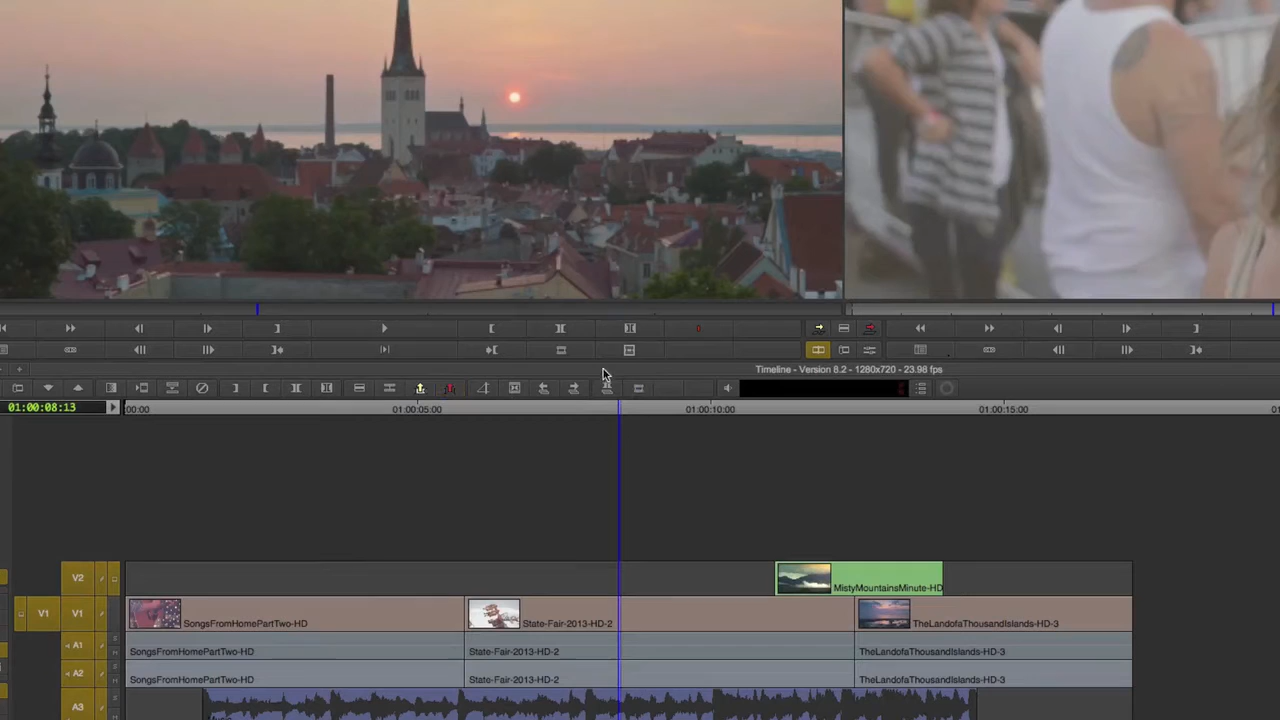 Timeline - Version 8.2 - 1280x720 - 23.98 fps
01:00:08:13
:00:00
01:00:05:00
01:00:10:00
01:00:15:00
01
V2
MistyMountainsMinute-HD
V1
V1
SongsFromHomePartTwo-HD
State-Fair-2013-HD-2
TheLandofaThousandIslands-HD-3
A1
S
M
SongsFromHomePartTwo-HD
State-Fair-2013-HD-2
TheLandofaThousandIslands-HD-3
A2
S
M
SongsFromHomePartTwo-HD
State-Fair-2013-HD-2
TheLandofaThousandIslands-HD-3
A3
S
M